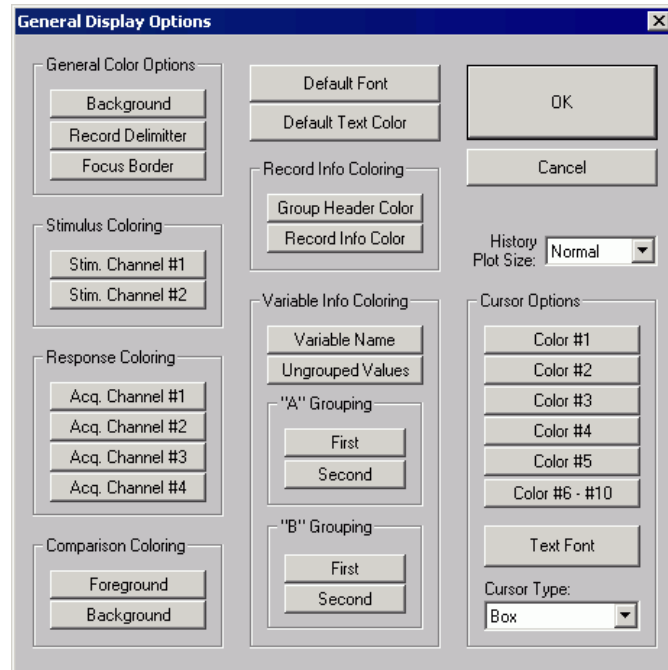 General Display Options
General Color Options
Background
Record Delimitter
Focus Border
Stimulus Coloring
Stim. Channel #1
Stim. Channel #2
Response Coloring
Acq. Channel #1
Acq. Channel #2
Acq. Channel #3
Acq. Channel #4
Comparison Coloring
Foreground
Background
Default Font
Default Text Color
Record Info Coloring
Group Header Color
Record Info Color
Variable Info Coloring
Variable Name
Ungrouped Values
"A" Grouping
First
Second
"B" Grouping
First
Second
OK
Cancel
History
Plot Size:
Normal
Cursor Options
Color #1
Color #2
Color #3
Color #4
Color #5
Color #6 - #10
Text Font
Cursor Type:
Box